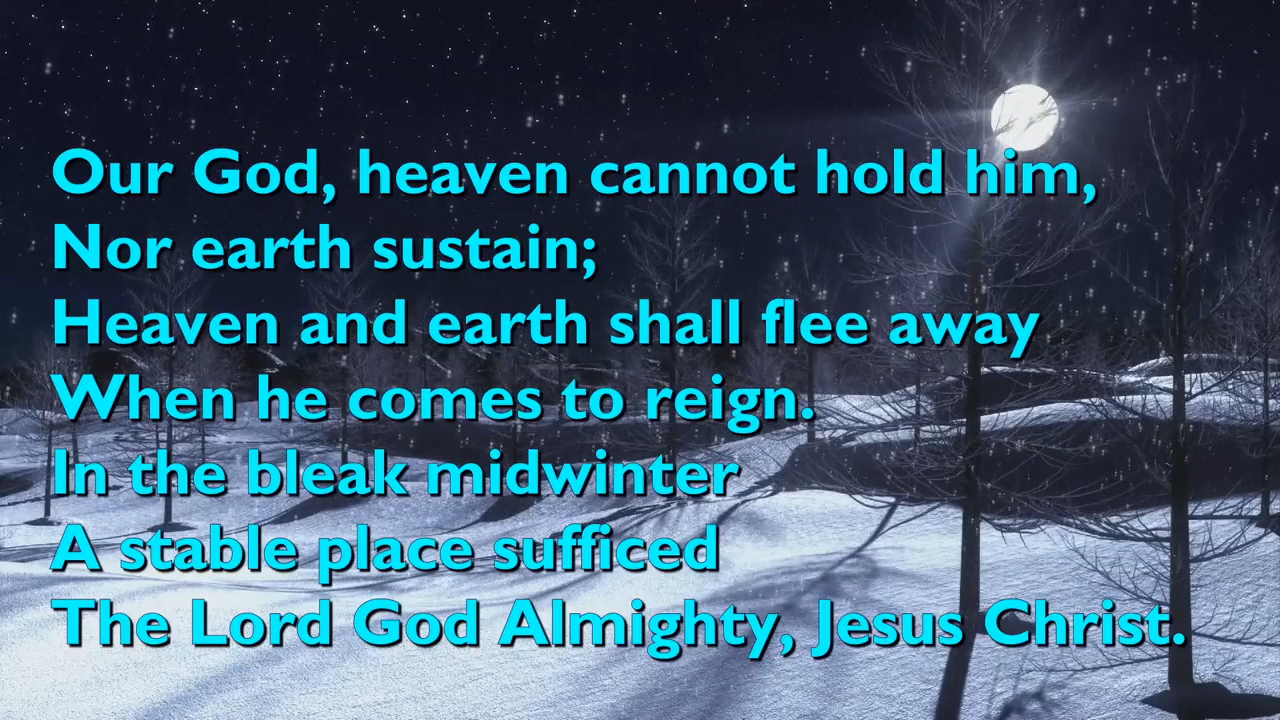 Our God, heaven cannot hold him,
Nor earth sustain;
Heaven and earth shall flee away
When he comes to reign.
In the bleak midwinter
A stable place sufficed
The Lord God Almighty, Jesus Christ.